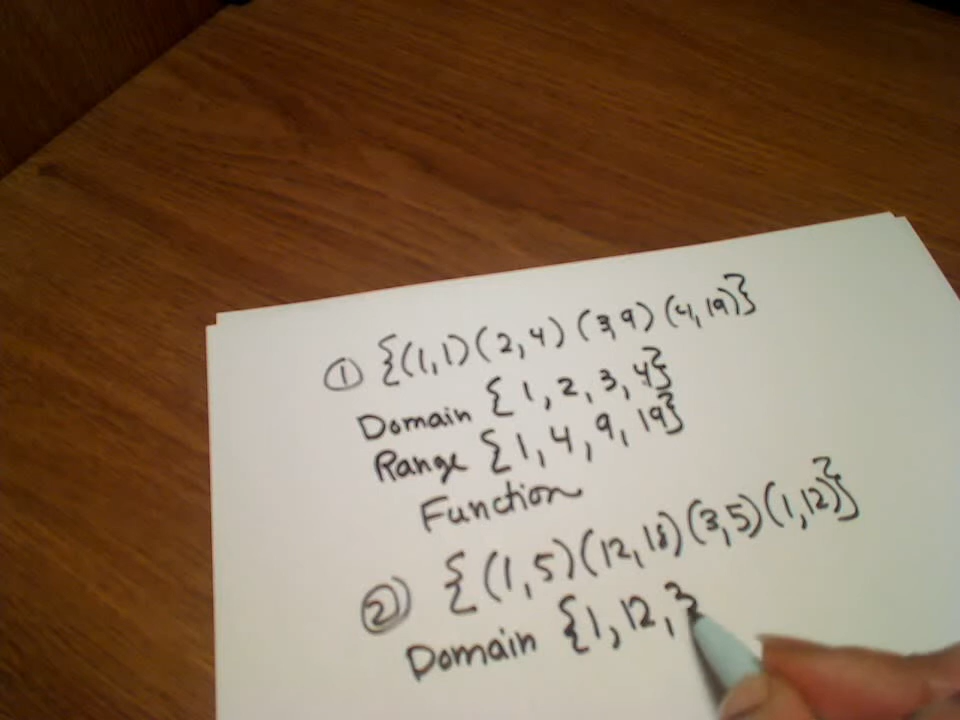 ① {(1,1)(2,4)(3,9)(4,19)}
Domain {1,2,3,4}
Range {1,4,9,19}
Function
② {(1,5)(12,18)(3,5)(1,12)}
Domain {1,12,3